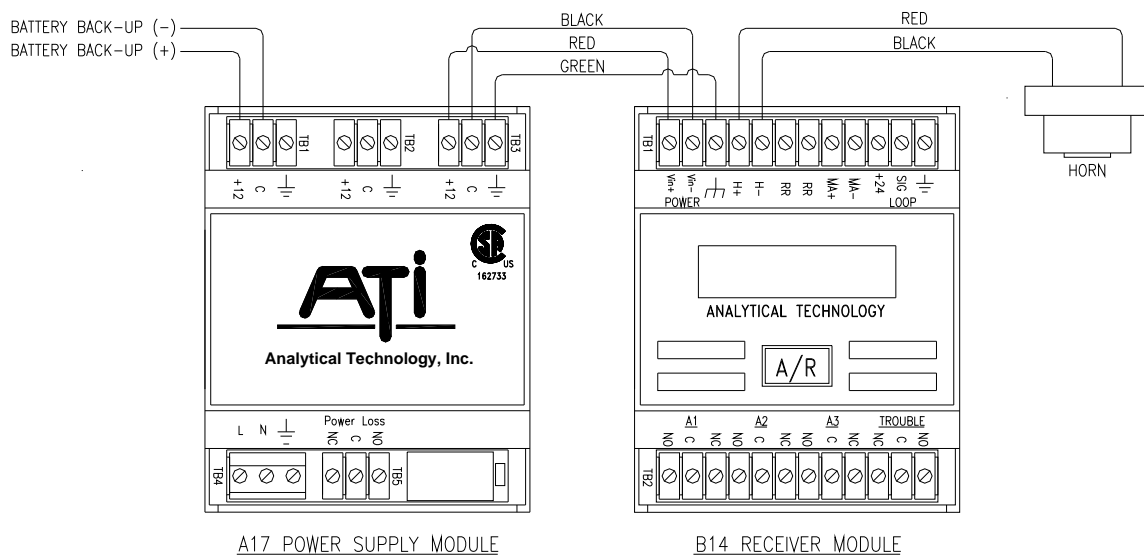 BATTERY BACK-UP (-)
BATTERY BACK-UP (+)
BLACK
RED
GREEN
RED
BLACK
HORN
TB1
TB2
TB3
+12 C
+12 C
+12 C
TB1
Vin+ Vin- H+ H- RR RR MA+ MA- +24 SIG
POWER LOOP
CSA
C US
162733
ATi
Analytical Technology, Inc.
ANALYTICAL TECHNOLOGY
A/R
L N
Power Loss
NC C NO
TB4
TB5
A1 A2 A3 TROUBLE
NO C NC NO C NC NO C NC NC C NO
TB2
A17 POWER SUPPLY MODULE
B14 RECEIVER MODULE